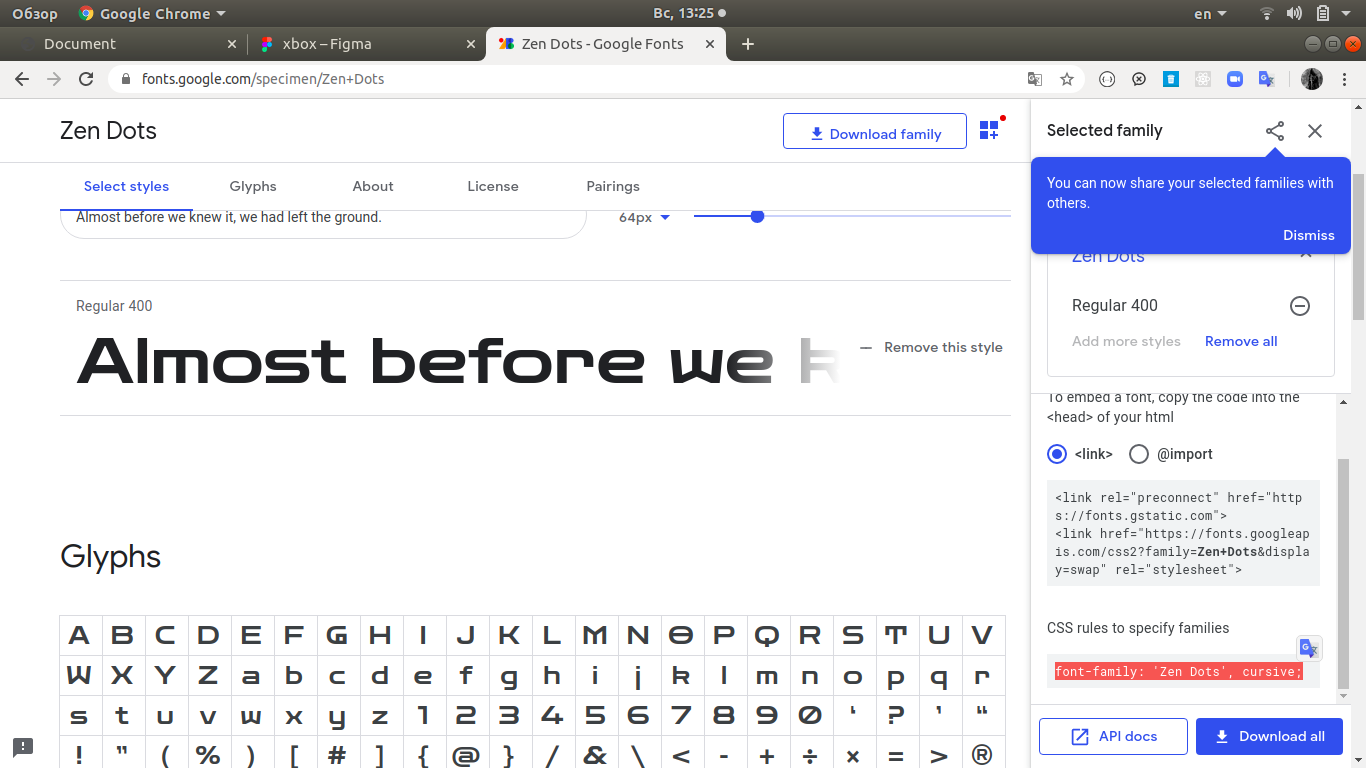 Обзор Google Chrome Вс, 13:25 en
Document xbox – Figma Zen Dots - Google Fonts
fonts.google.com/specimen/Zen+Dots
Zen Dots
Download family
Select styles Glyphs About License Pairings
Almost before we knew it, we had left the ground.
64px
Regular 400
Almost before we k
Remove this style
Glyphs
A B C D E F G H I J K L M N O P Q R S T U V
W X Y Z a b c d e f g h i j k l m n o p q r
s t u v w x y z 1 2 3 4 5 6 7 8 9 0 ‘ ? ’ “
! ” ( % ) [ # ] { @ } / & \ < - + ÷ × = > ®
Selected family
You can now share your selected families with
others.
Dismiss
Zen Dots
Regular 400
Add more styles Remove all
To embed a font, copy the code into the
<head> of your html
<link> @import
<link rel="preconnect" href="http
s://fonts.gstatic.com">
<link href="https://fonts.googleap
is.com/css2?family=Zen+Dots&displa
y=swap" rel="stylesheet">
CSS rules to specify families
font-family: 'Zen Dots', cursive;
API docs Download all